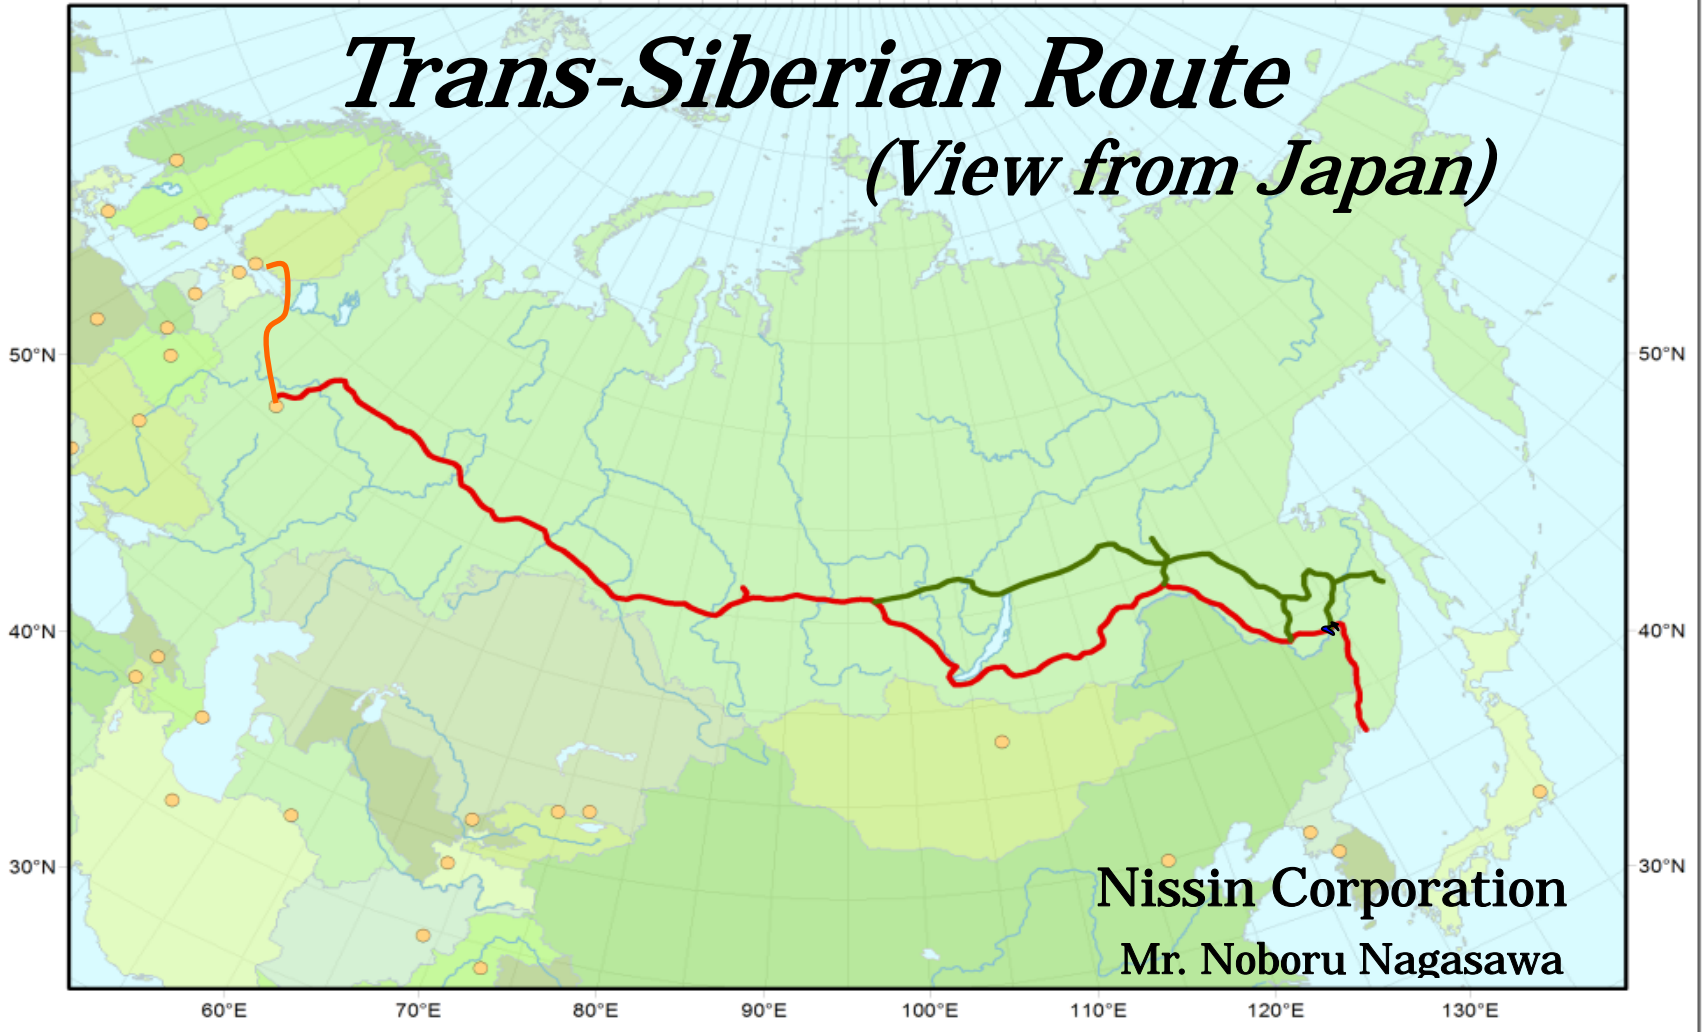 Trans-Siberian Route
(View from Japan)
50°N
50°N
40°N
40°N
30°N
30°N
Nissin Corporation
Mr. Noboru Nagasawa
60°E
70°E
80°E
90°E
100°E
110°E
120°E
130°E